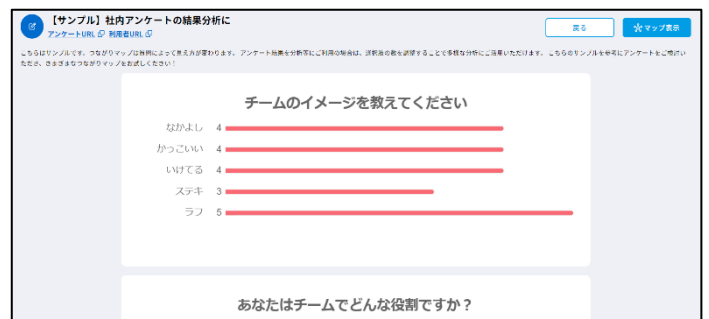 【サンプル】社内アンケートの結果分析に
アンケートURL 利用者URL
戻る
マップ表示
こちらはサンプルです。つながりマップは性別によって見え方が変わります。 アンケート結果を分析等にご利用の場合は、選択肢の数を調整することで多様な分析にご活用いただけます。 こちらのサンプルを参考にアンケートをご検討い
ただき、さまざまなつながりマップをお試しください！
チームのイメージを教えてください
なかよし 4
かっこいい 4
いけてる 4
ステキ 3
ラフ 5
あなたはチームでどんな役割ですか？